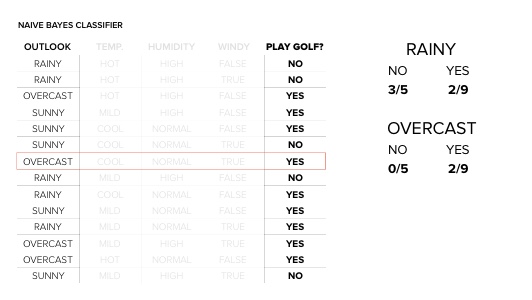 NAIVE BAYES CLASSIFIER
OUTLOOK TEMP. HUMIDITY WINDY PLAY GOLF?
RAINY HOT HIGH FALSE NO
RAINY HOT HIGH TRUE NO
OVERCAST HOT HIGH FALSE YES
SUNNY MILD HIGH FALSE YES
SUNNY COOL NORMAL FALSE YES
SUNNY COOL NORMAL TRUE NO
OVERCAST COOL NORMAL TRUE YES
RAINY MILD HIGH FALSE NO
RAINY COOL NORMAL FALSE YES
SUNNY MILD NORMAL FALSE YES
RAINY MILD NORMAL TRUE YES
OVERCAST MILD HIGH TRUE YES
OVERCAST HOT NORMAL FALSE YES
SUNNY MILD HIGH TRUE NO
RAINY
NO YES
3/5 2/9
OVERCAST
NO YES
0/5 2/9